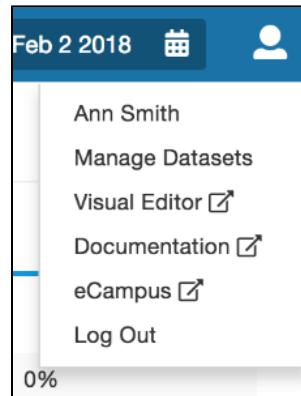 Feb 2 2018
Ann Smith
Manage Datasets
Visual Editor
Documentation
eCampus
Log Out
0%